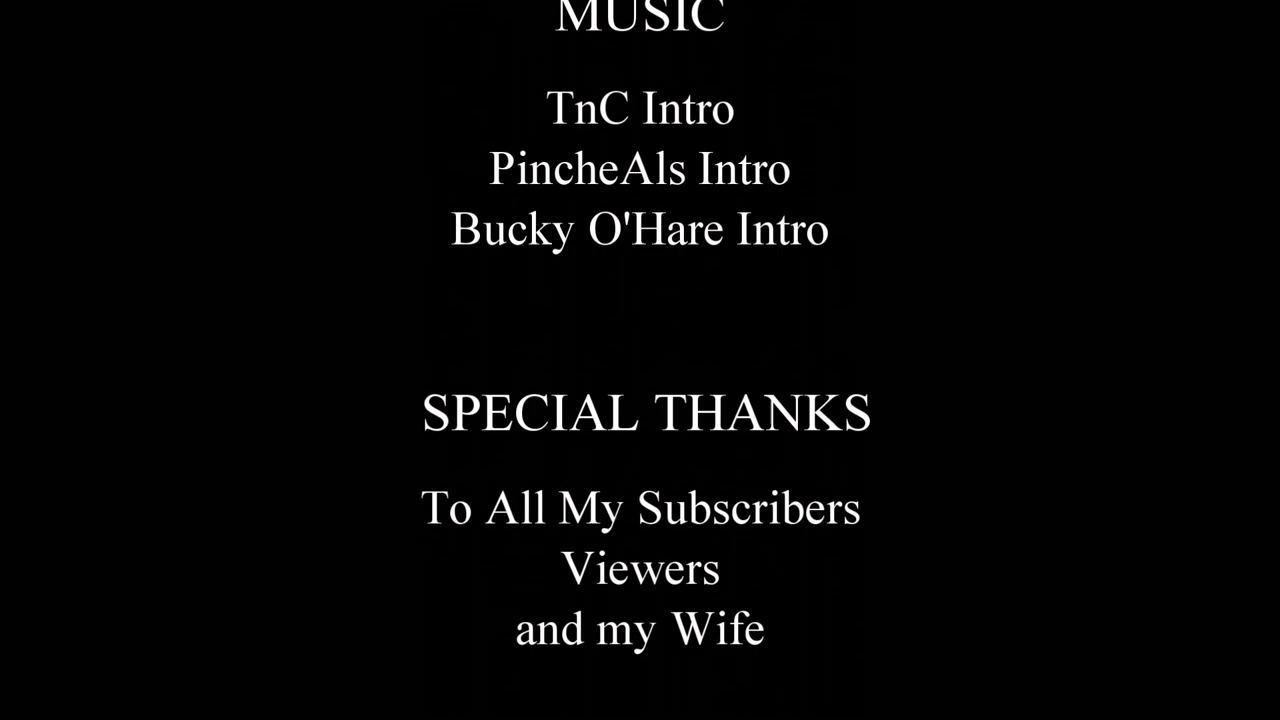 MUSIC
TnC Intro
PincheAls Intro
Bucky O'Hare Intro
SPECIAL THANKS
To All My Subscribers
Viewers
and my Wife